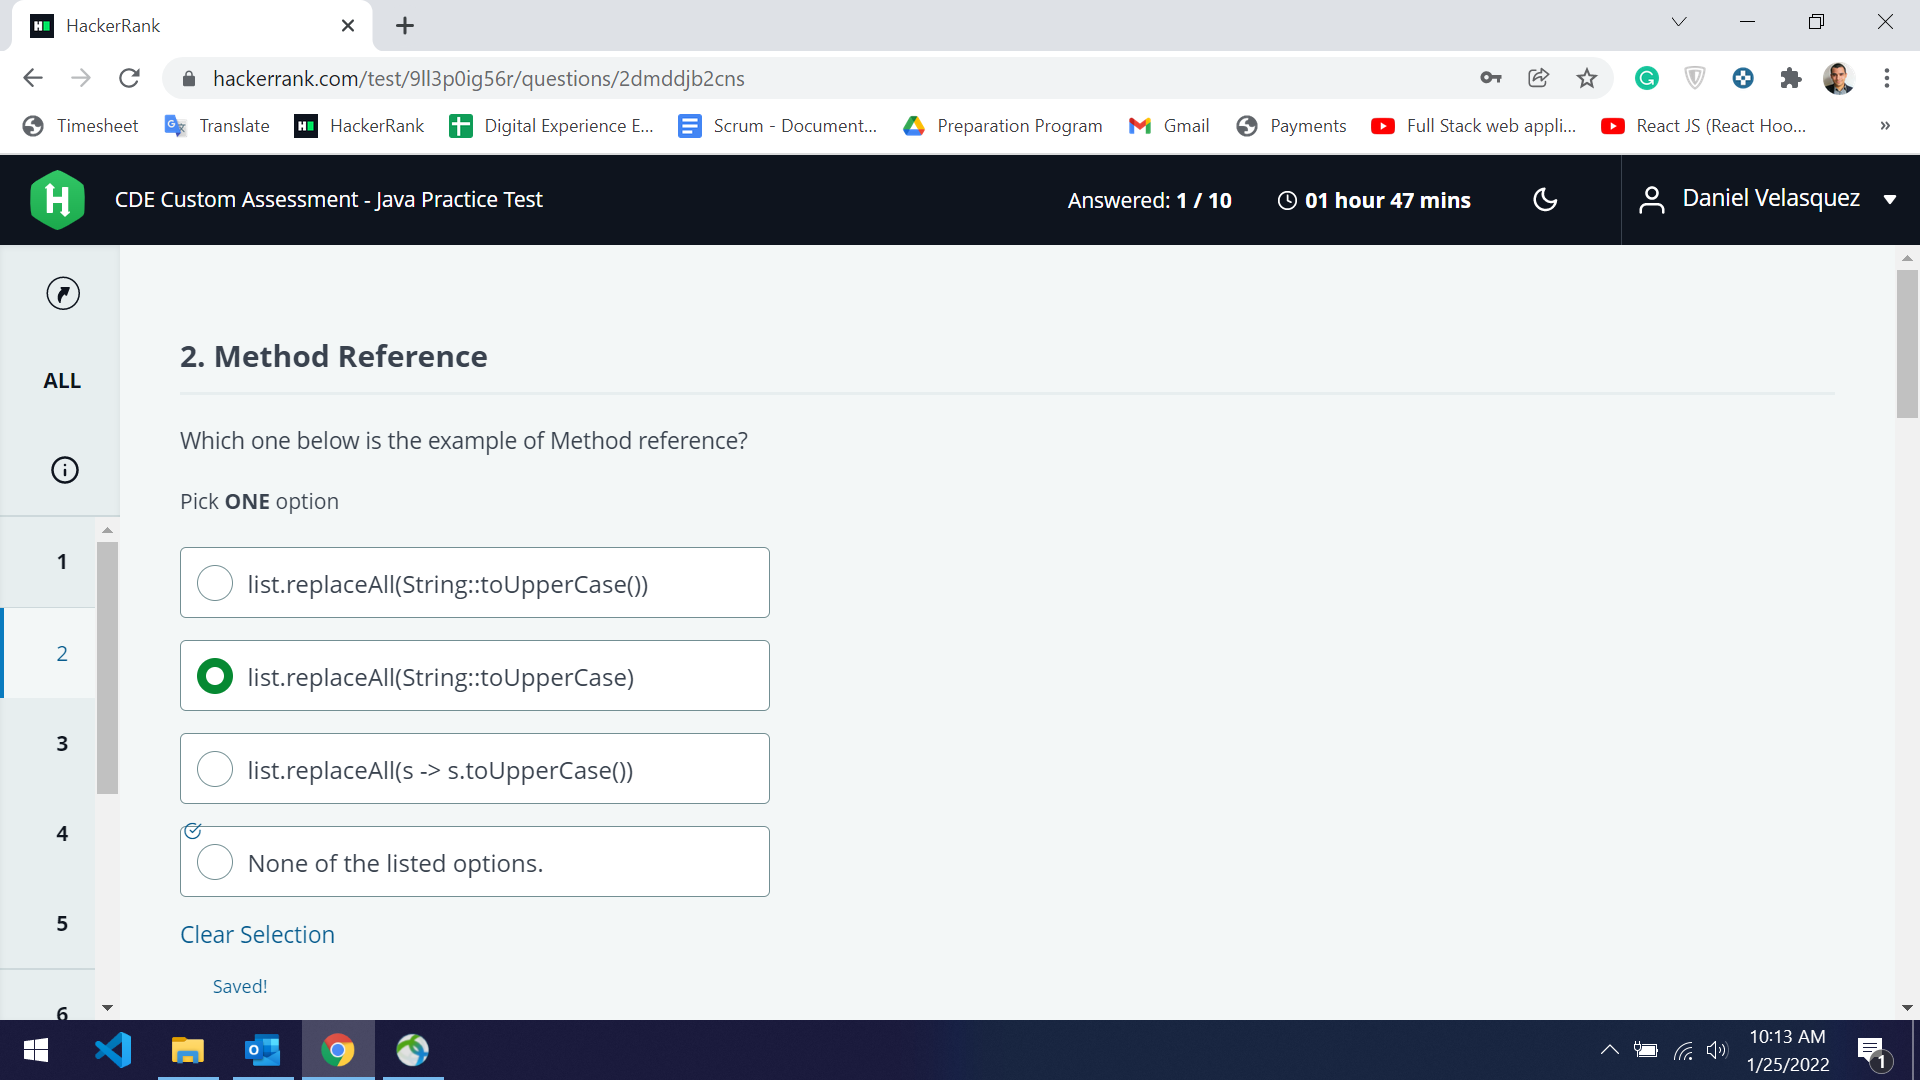 HackerRank
hackerrank.com/test/9ll3p0ig56r/questions/2dmddjb2cns
Timesheet
Translate
HackerRank
Digital Experience E...
Scrum - Document...
Preparation Program
Gmail
Payments
Full Stack web appli...
React JS (React Hoo...
»
CDE Custom Assessment - Java Practice Test
Answered: 1 / 10
01 hour 47 mins
Daniel Velasquez
ALL
1
2
3
4
5
6
2. Method Reference
Which one below is the example of Method reference?
Pick ONE option
list.replaceAll(String::toUpperCase())
list.replaceAll(String::toUpperCase)
list.replaceAll(s -> s.toUpperCase())
None of the listed options.
Clear Selection
Saved!
10:13 AM
1/25/2022
1